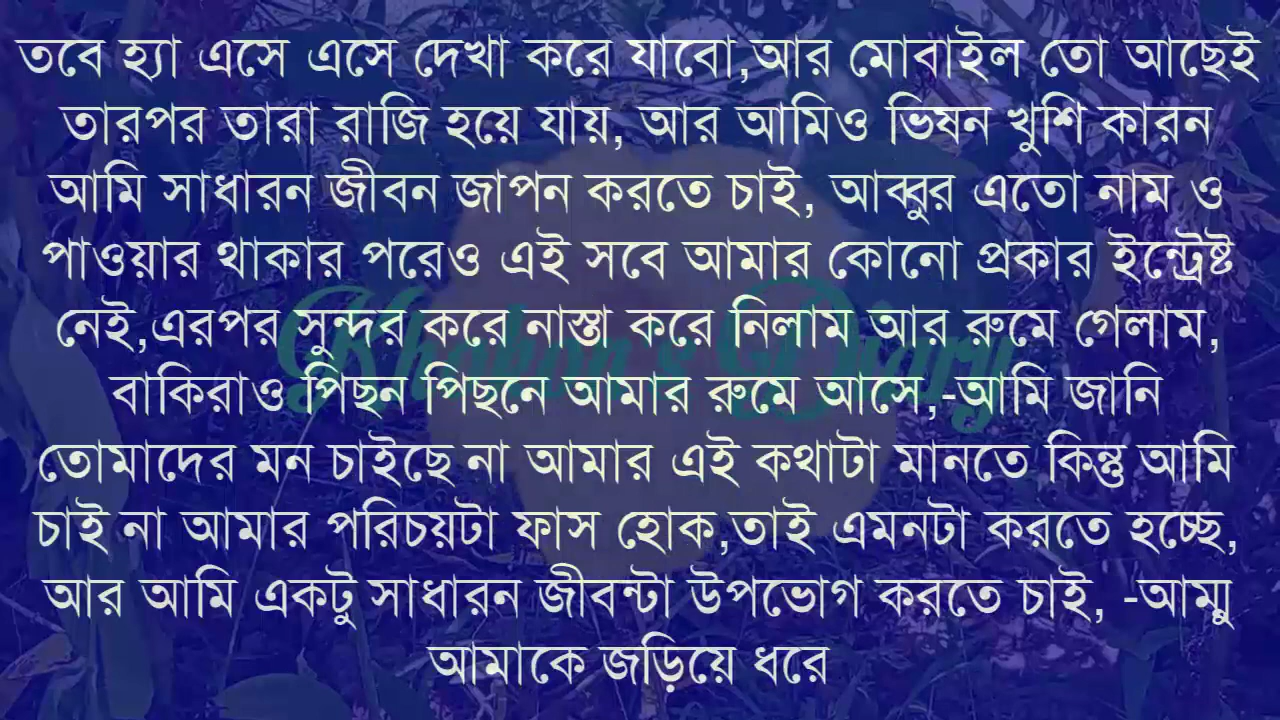 তবে হ্যা এসে এসে দেখা করে যাবো,আর মোবাইল তো আছেই
তারপর তারা রাজি হয়ে যায়, আর আমিও ভিষন খুশি কারন
আমি সাধারন জীবন জাপন করতে চাই, আব্বুর এতো নাম ও
পাওয়ার থাকার পরেও এই সবে আমার কোনো প্রকার ইন্ট্রেষ্ট
নেই,এরপর সুন্দর করে নাস্তা করে নিলাম আর রুমে গেলাম,
বাকিরাও পিছন পিছনে আমার রুমে আসে,-আমি জানি
তোমাদের মন চাইছে না আমার এই কথাটা মানতে কিন্তু আমি
চাই না আমার পরিচয়টা ফাস হোক,তাই এমনটা করতে হচ্ছে,
আর আমি একটু সাধারন জীবন্টা উপভোগ করতে চাই, -আম্মু
আমাকে জড়িয়ে ধরে